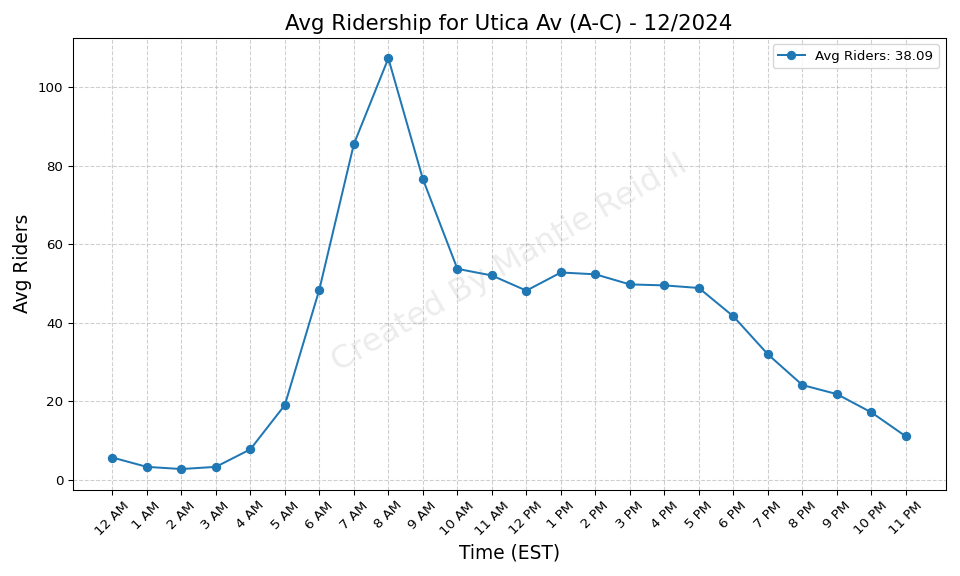 Avg Ridership for Utica Av (A-C) - 12/2024
Avg Riders: 38.09
Avg Riders
100
80
60
40
20
0
Created By Mantie Reid II
12 AM
1 AM
2 AM
3 AM
4 AM
5 AM
6 AM
7 AM
8 AM
9 AM
10 AM
11 AM
12 PM
1 PM
2 PM
3 PM
4 PM
5 PM
6 PM
7 PM
8 PM
9 PM
10 PM
11 PM
Time (EST)